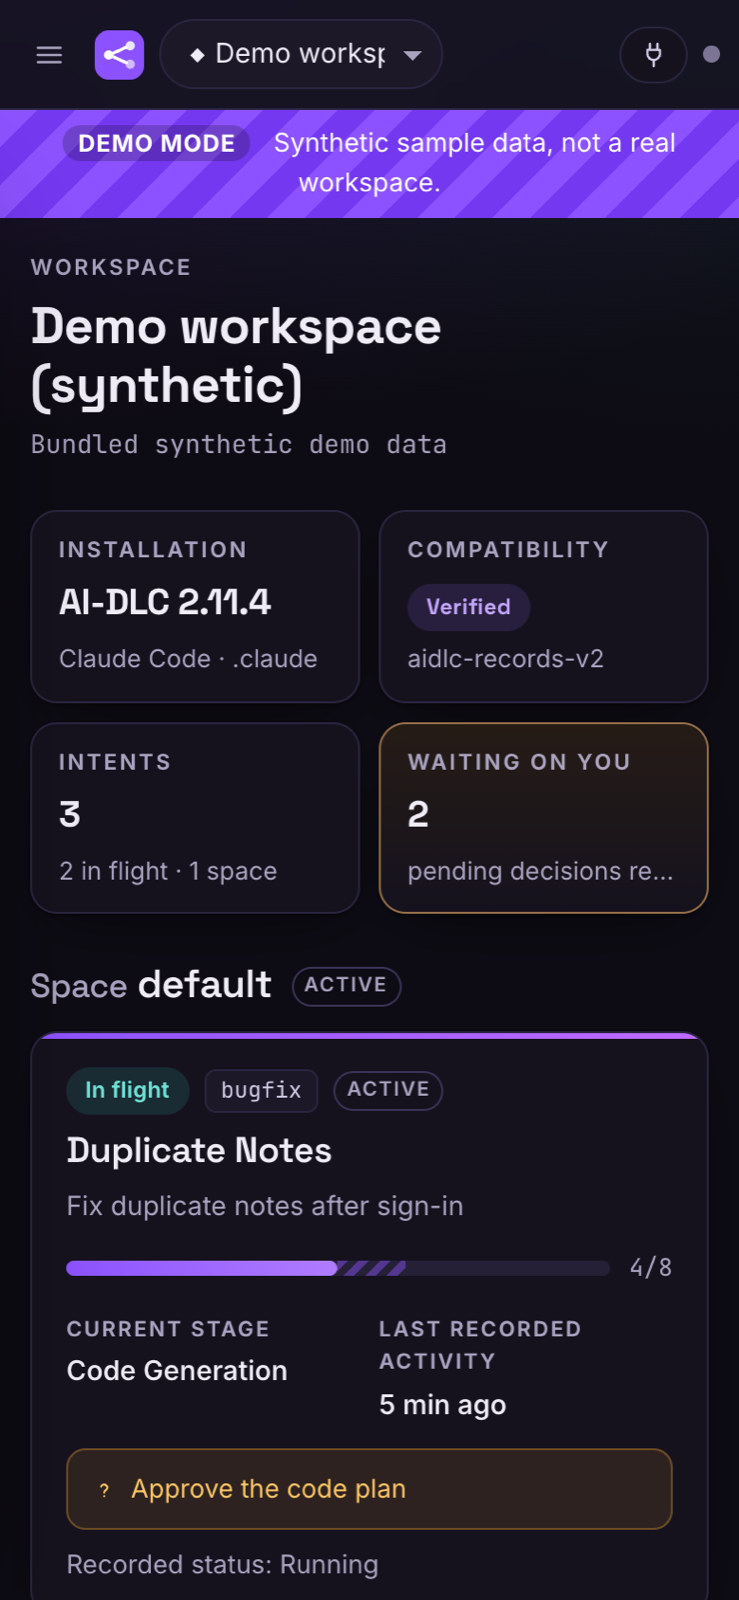 Demo worksp
DEMO MODE Synthetic sample data, not a real
workspace.
WORKSPACE
Demo workspace
(synthetic)
Bundled synthetic demo data
INSTALLATION
AI-DLC 2.11.4
Claude Code · .claude
COMPATIBILITY
Verified
aidlc-records-v2
INTENTS
3
2 in flight · 1 space
WAITING ON YOU
2
pending decisions re...
Space default ACTIVE
In flight bugfix ACTIVE
Duplicate Notes
Fix duplicate notes after sign-in
4/8
CURRENT STAGE
Code Generation
LAST RECORDED
ACTIVITY
5 min ago
? Approve the code plan
Recorded status: Running